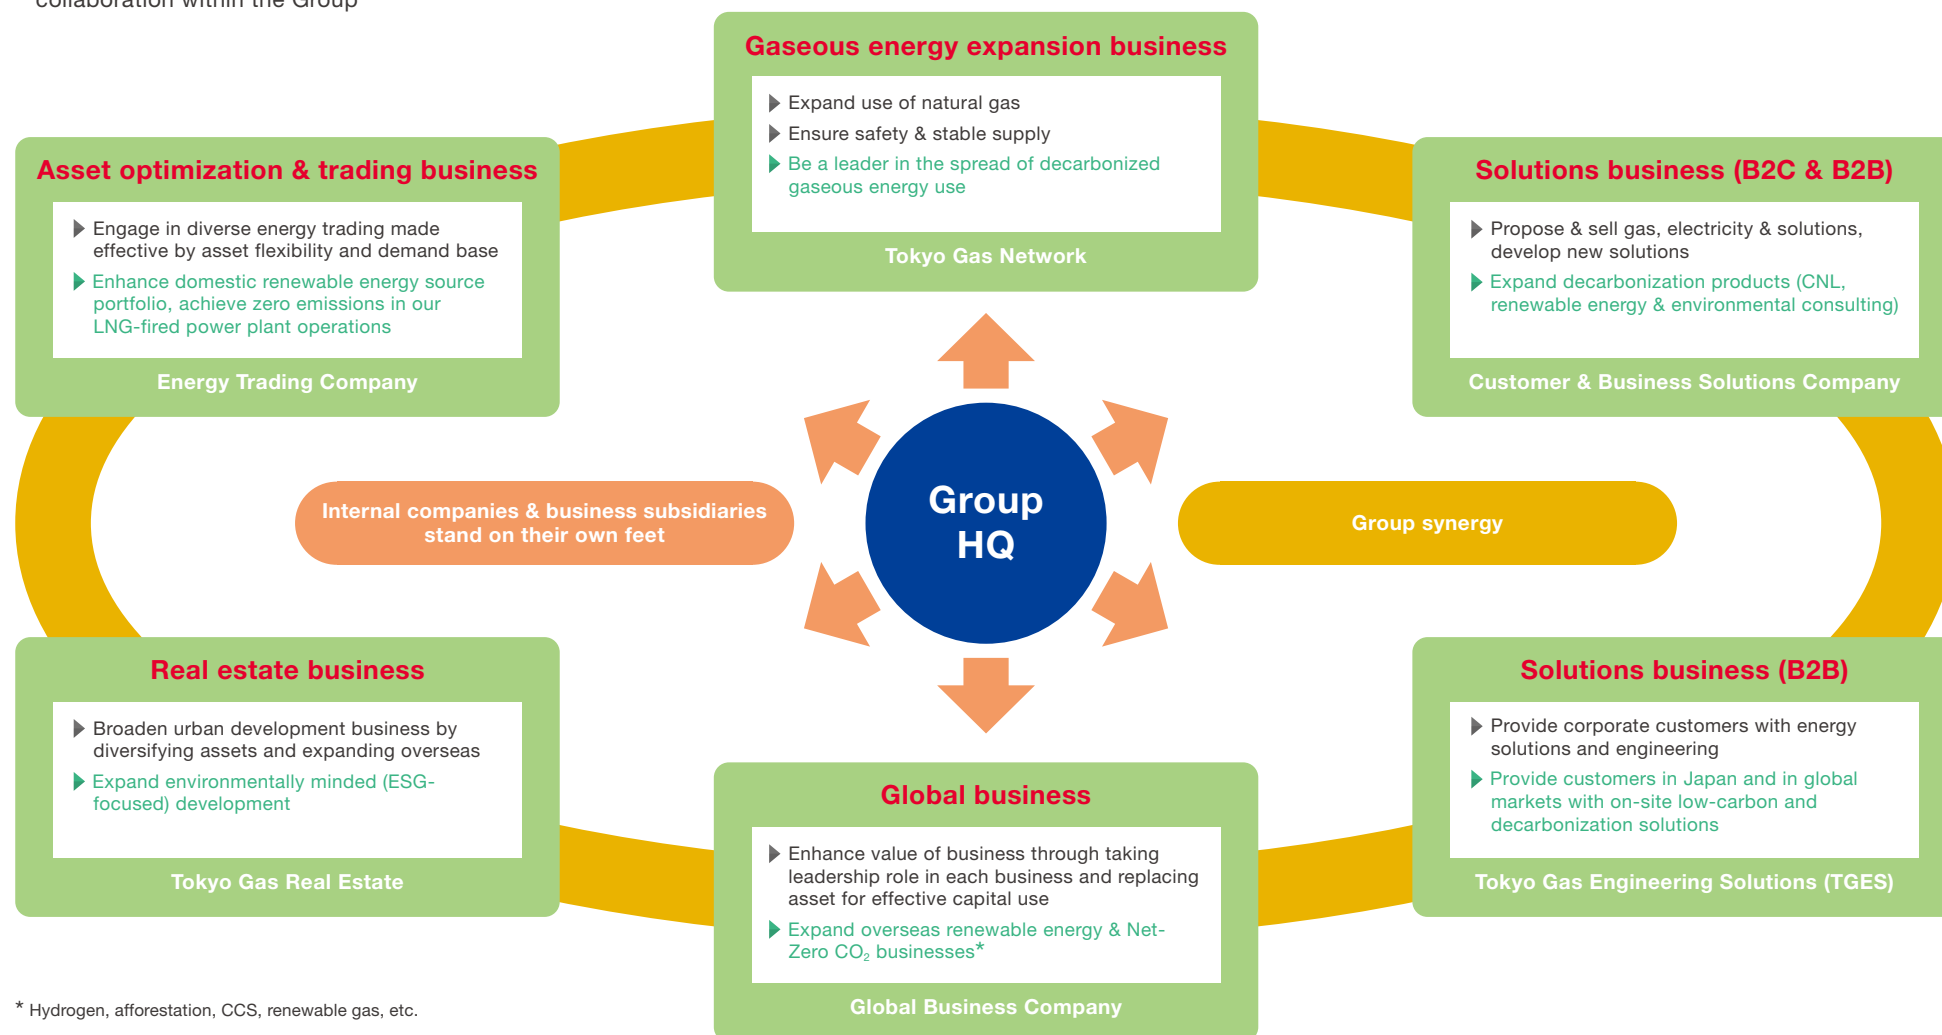 collaboration within the Group
Gaseous energy expansion business
Expand use of natural gas
Ensure safety & stable supply
Be a leader in the spread of decarbonized
gaseous energy use
Tokyo Gas Network
Asset optimization & trading business
Engage in diverse energy trading made
effective by asset flexibility and demand base
Enhance domestic renewable energy source
portfolio, achieve zero emissions in our
LNG-fired power plant operations
Energy Trading Company
Solutions business (B2C & B2B)
Propose & sell gas, electricity & solutions,
develop new solutions
Expand decarbonization products (CNL,
renewable energy & environmental consulting)
Customer & Business Solutions Company
Internal companies & business subsidiaries
stand on their own feet
Group
HQ
Group synergy
Real estate business
Broaden urban development business by
diversifying assets and expanding overseas
Expand environmentally minded (ESG-
focused) development
Tokyo Gas Real Estate
Solutions business (B2B)
Provide corporate customers with energy
solutions and engineering
Provide customers in Japan and in global
markets with on-site low-carbon and
decarbonization solutions
Tokyo Gas Engineering Solutions (TGES)
Global business
Enhance value of business through taking
leadership role in each business and replacing
asset for effective capital use
Expand overseas renewable energy & Net-
Zero CO₂ businesses*
Global Business Company
* Hydrogen, afforestation, CCS, renewable gas, etc.